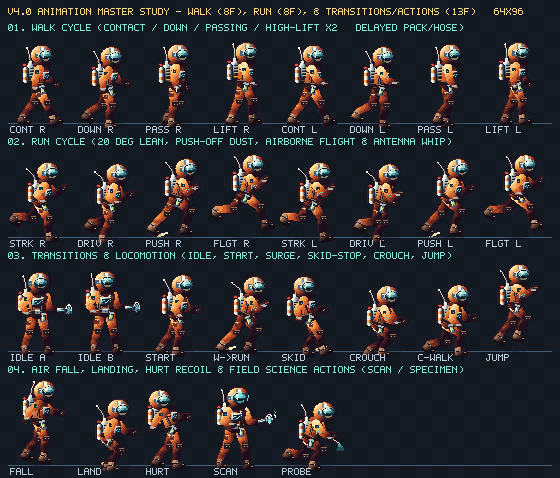 V4.0 ANIMATION MASTER STUDY - WALK (8F), RUN (8F), & TRANSITIONS/ACTIONS (13F) 64X96
01. WALK CYCLE (CONTACT / DOWN / PASSING / HIGH-LIFT X2 DELAYED PACK/HOSE)
CONT R DOWN R PASS R LIFT R CONT L DOWN L PASS L LIFT L
02. RUN CYCLE (20 DEG LEAN, PUSH-OFF DUST, AIRBORNE FLIGHT & ANTENNA WHIP)
STRK R DRIV R PUSH R FLGT R STRK L DRIV L PUSH L FLGT L
03. TRANSITIONS & LOCOMOTION (IDLE, START, SURGE, SKID-STOP, CROUCH, JUMP)
IDLE A IDLE B START W->RUN SKID CROUCH C-WALK JUMP
04. AIR FALL, LANDING, HURT RECOIL & FIELD SCIENCE ACTIONS (SCAN / SPECIMEN)
FALL LAND HURT SCAN PROBE